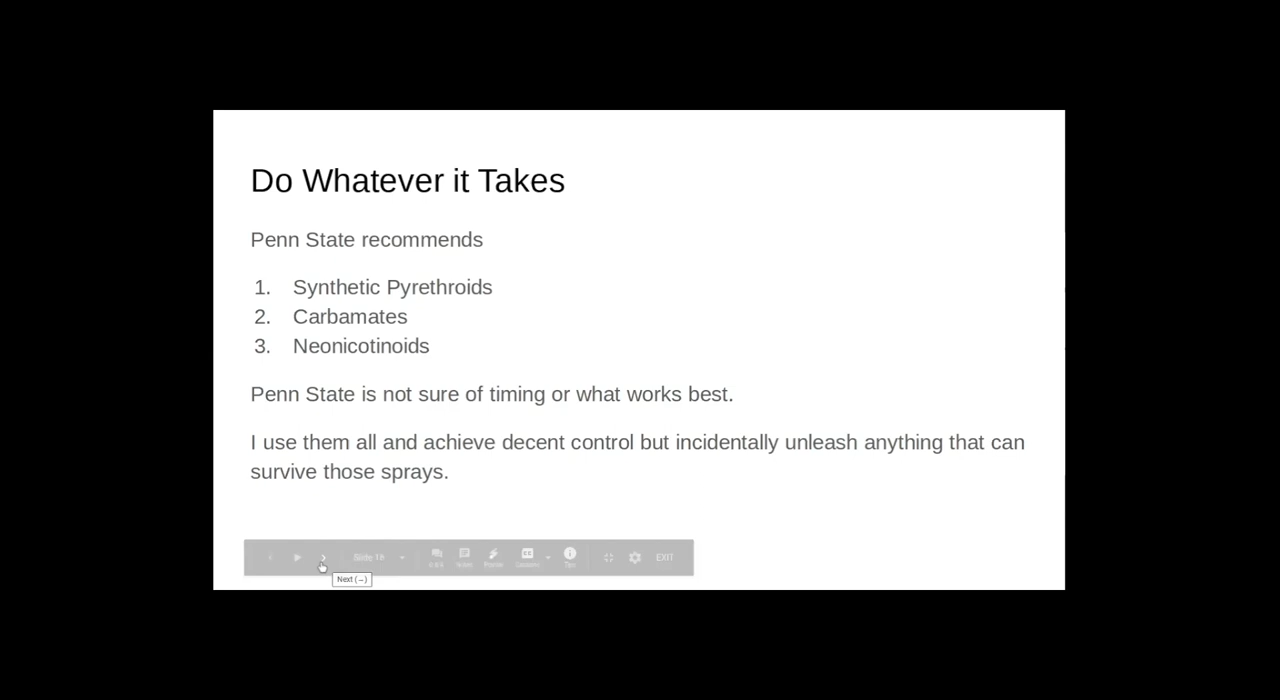 Do Whatever it Takes
Penn State recommends
1. Synthetic Pyrethroids
2. Carbamates
3. Neonicotinoids
Penn State is not sure of timing or what works best.
I use them all and achieve decent control but incidentally unleash anything that can
survive those sprays.
EXIT
Next (→)